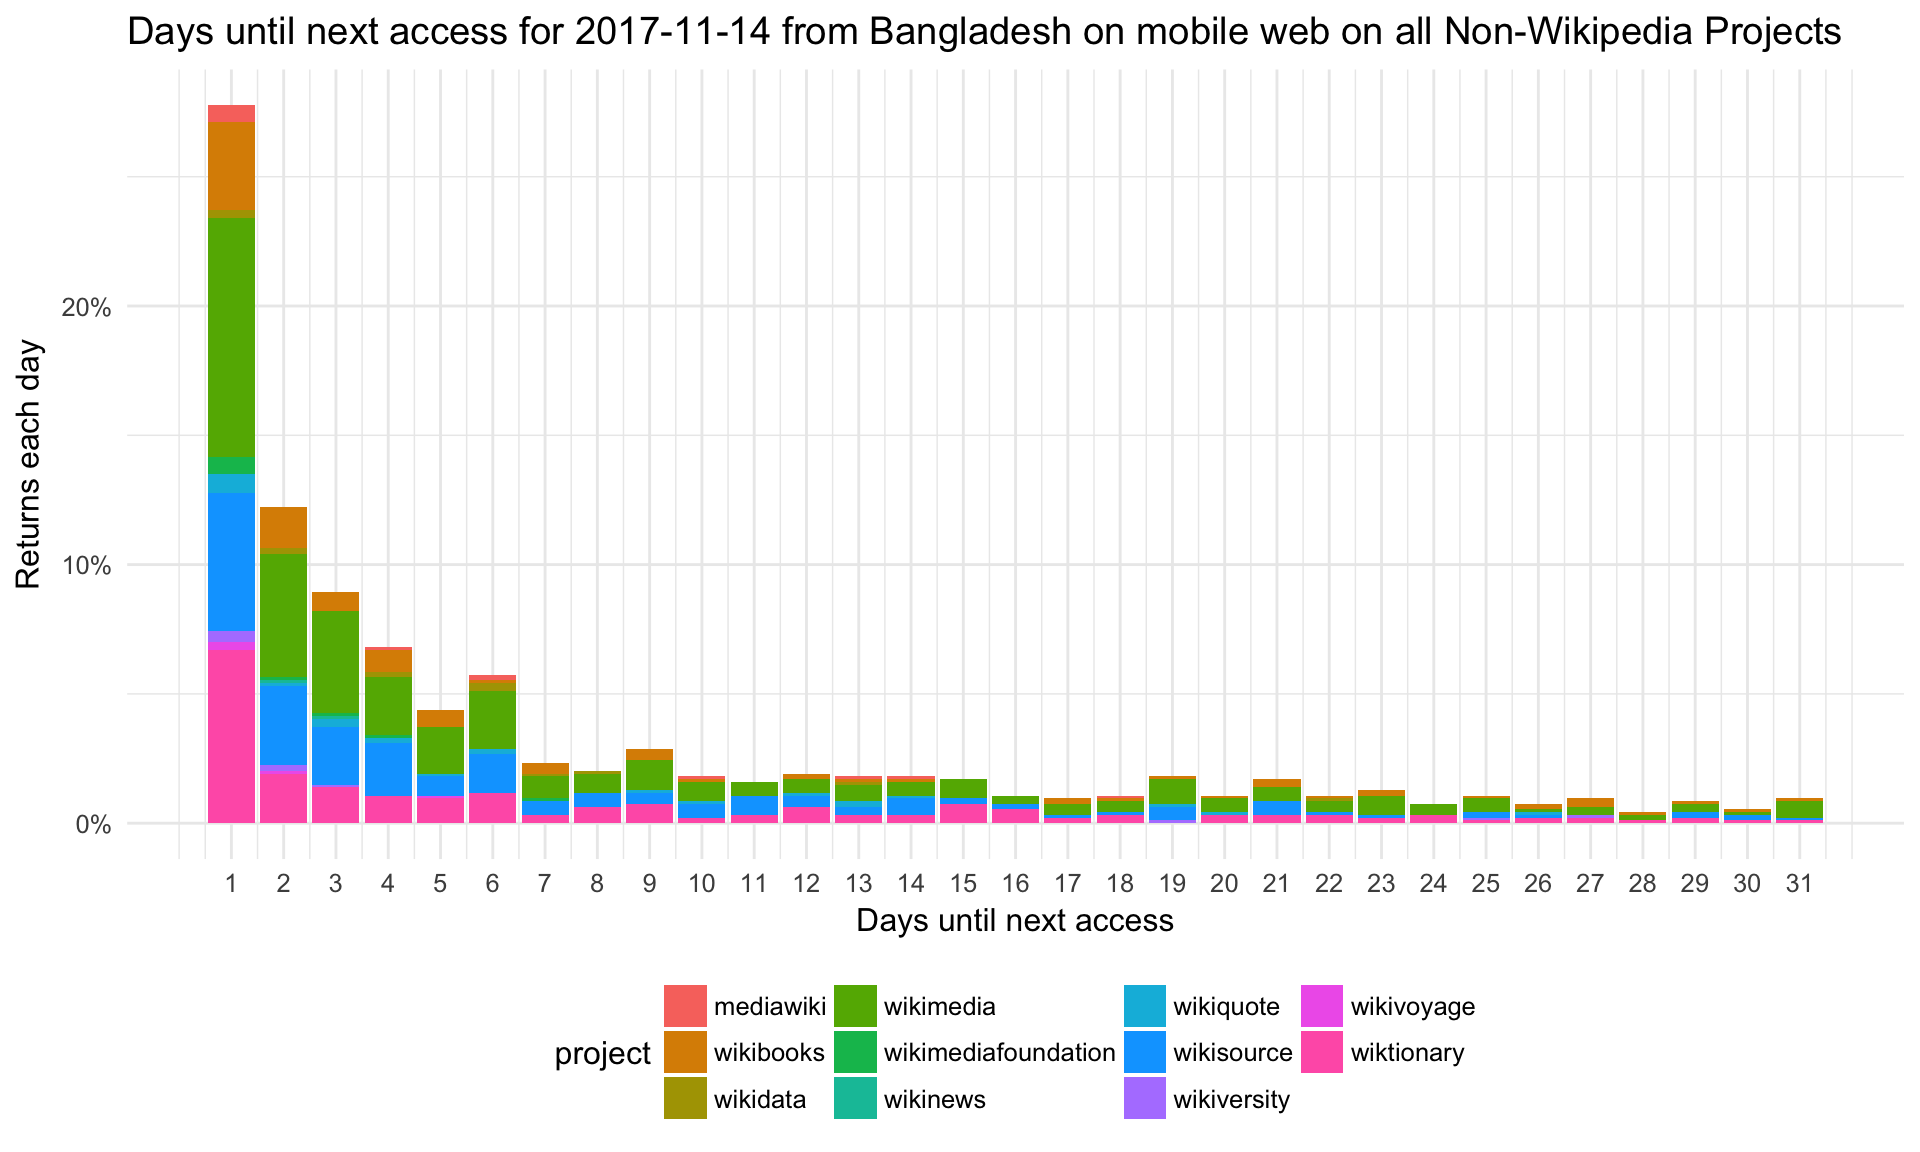 Days until next access for 2017-11-14 from Bangladesh on mobile web on all Non-Wikipedia Projects
Returns each day
20%
10%
0%
1 2 3 4 5 6 7 8 9 10 11 12 13 14 15 16 17 18 19 20 21 22 23 24 25 26 27 28 29 30 31
Days until next access
project
mediawiki wikimedia wikiquote wikivoyage
wikibooks wikimediafoundation wikisource wiktionary
wikidata wikinews wikiversity